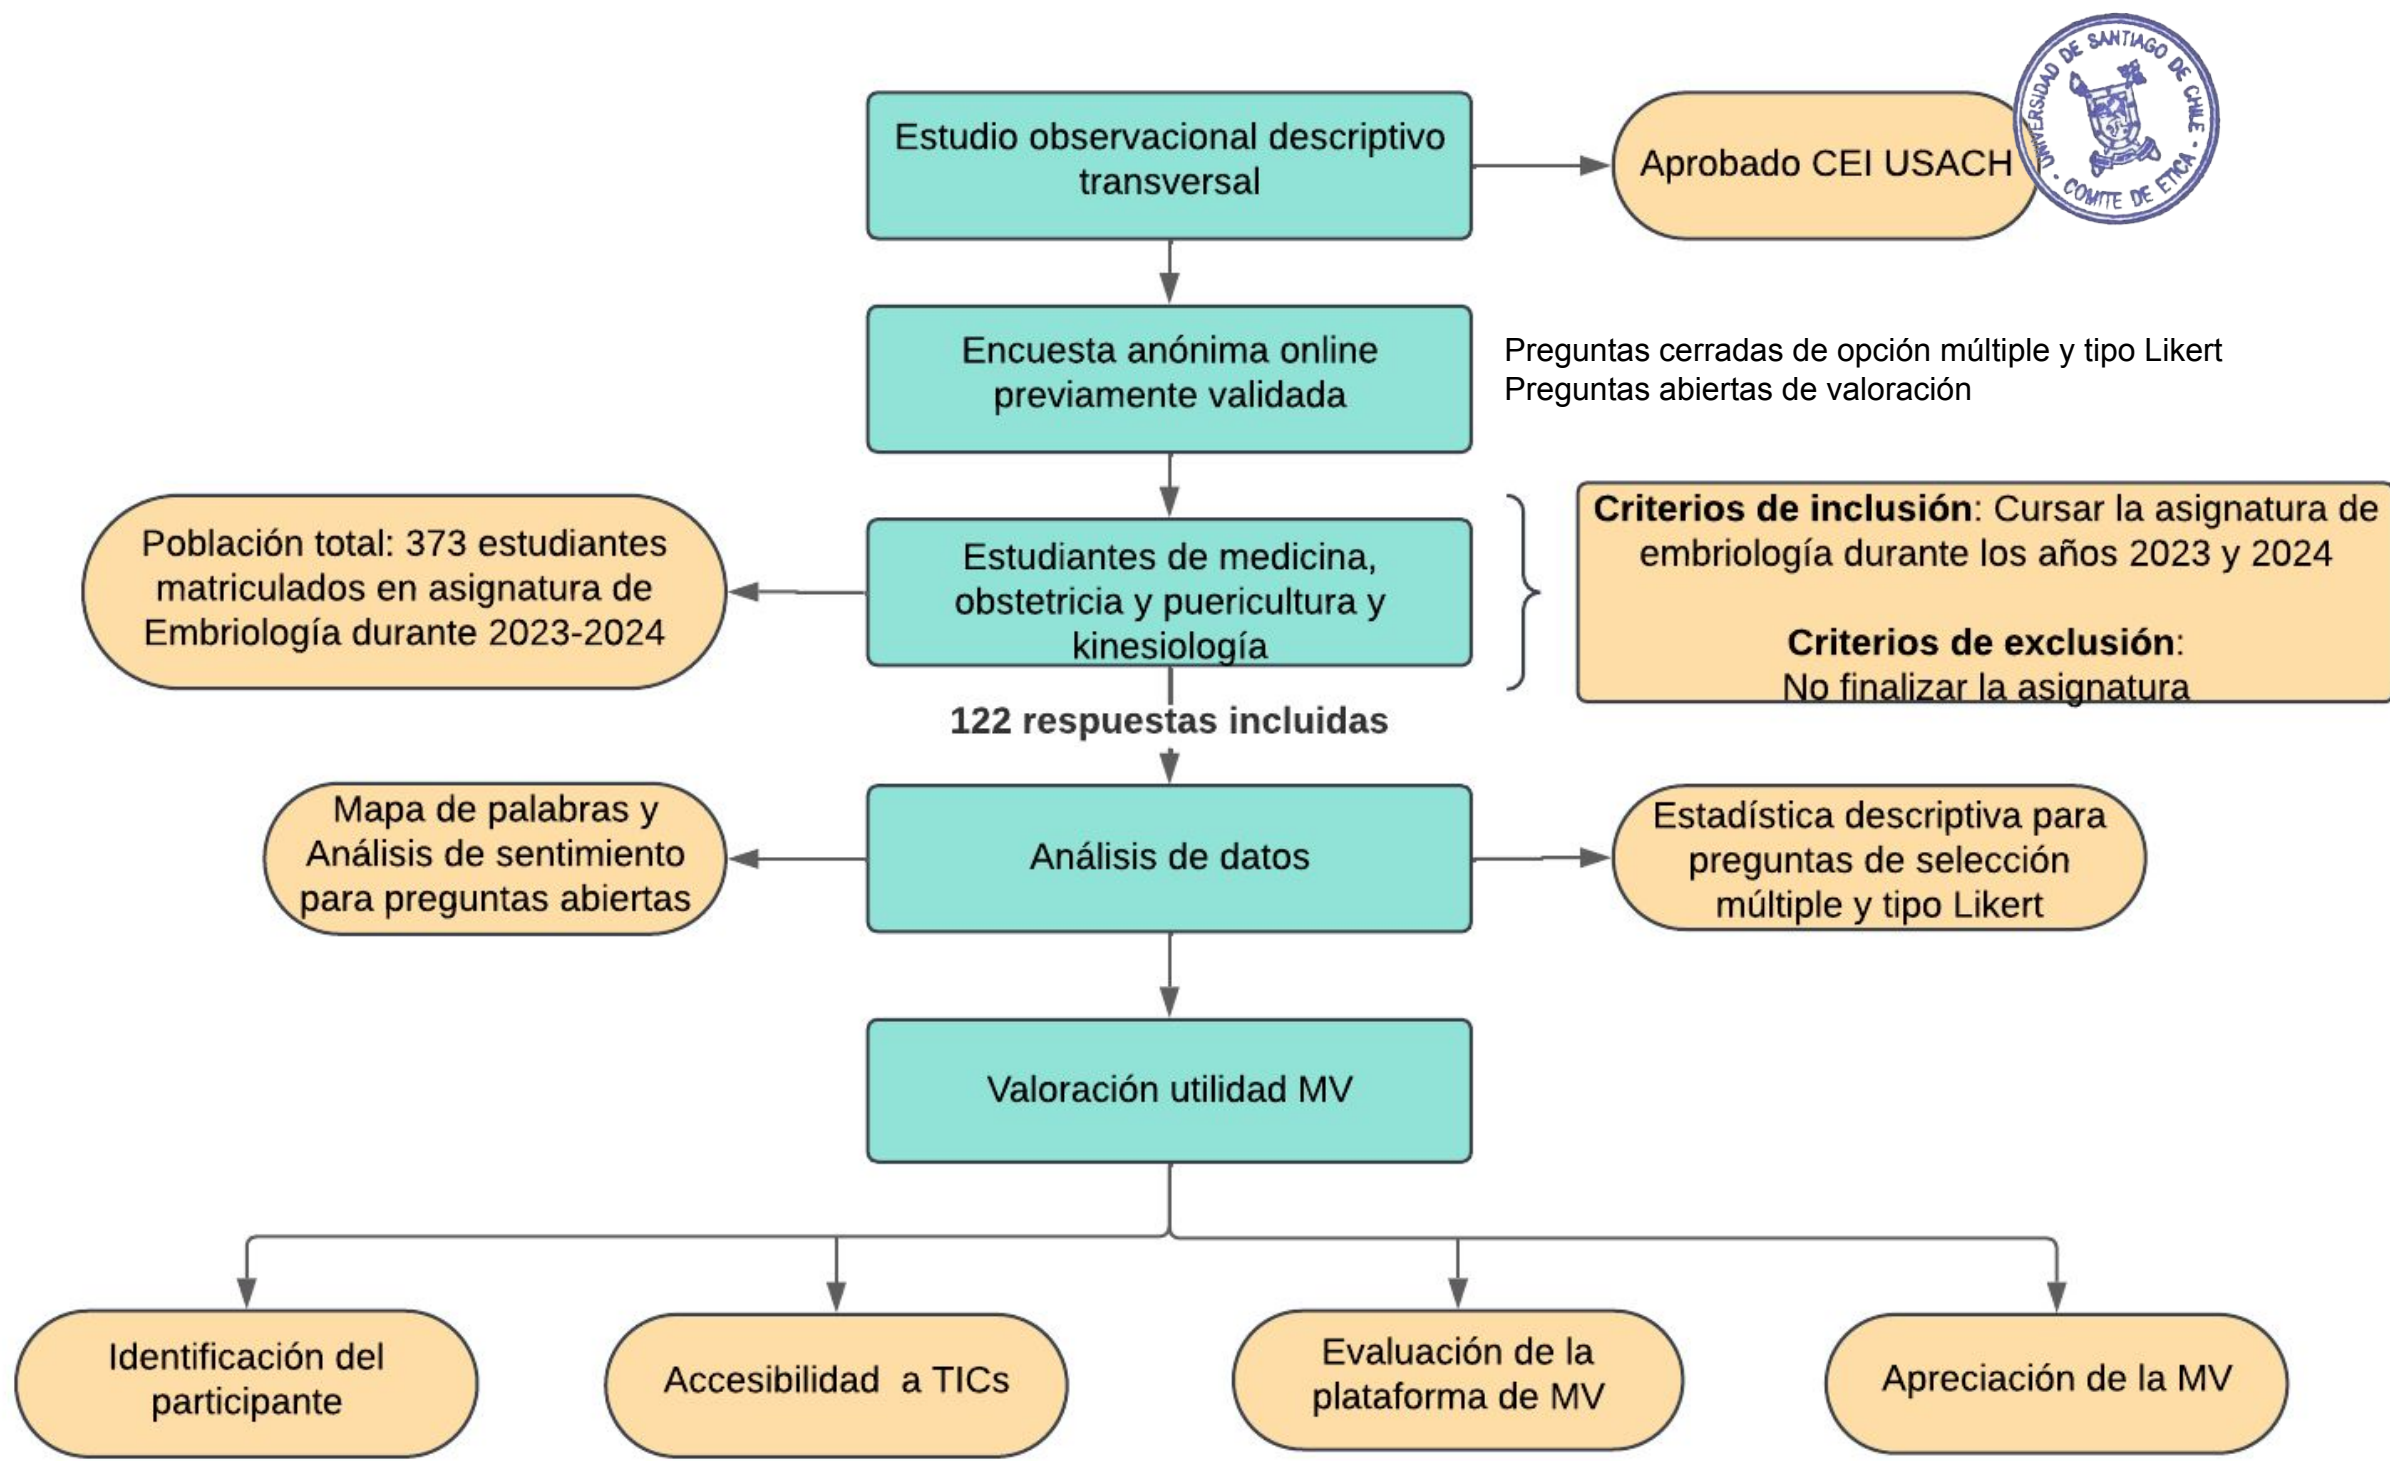 Estudio observacional descriptivo
transversal
Aprobado CEI USACH
UNIVERSIDAD DE SANTIAGO DE CHILE -
- COMITE DE ETICA -
Encuesta anónima online
previamente validada
Preguntas cerradas de opción múltiple y tipo Likert
Preguntas abiertas de valoración
Población total: 373 estudiantes
matriculados en asignatura de
Embriología durante 2023-2024
Estudiantes de medicina,
obstetricia y puericultura y
kinesiología
Criterios de inclusión: Cursar la asignatura de
embriología durante los años 2023 y 2024
Criterios de exclusión:
No finalizar la asignatura
122 respuestas incluidas
Mapa de palabras y
Análisis de sentimiento
para preguntas abiertas
Análisis de datos
Estadística descriptiva para
preguntas de selección
múltiple y tipo Likert
Valoración utilidad MV
Identificación del
participante
Accesibilidad a TICs
Evaluación de la
plataforma de MV
Apreciación de la MV